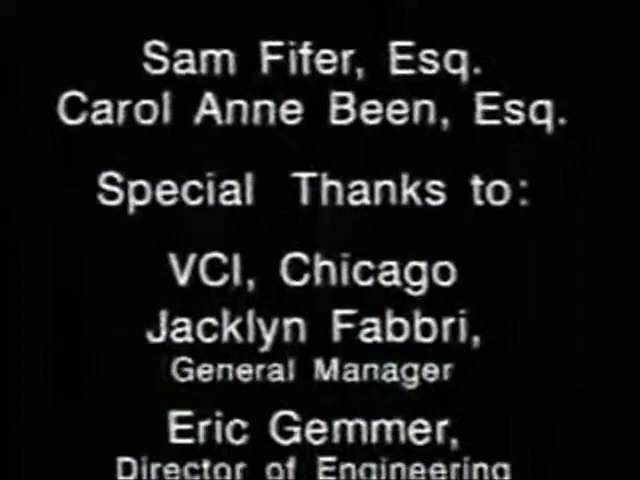 Sam Fifer, Esq.
Carol Anne Been, Esq.
Special Thanks to:
VCI, Chicago
Jacklyn Fabbri,
General Manager
Eric Gemmer,
Director of Engineering